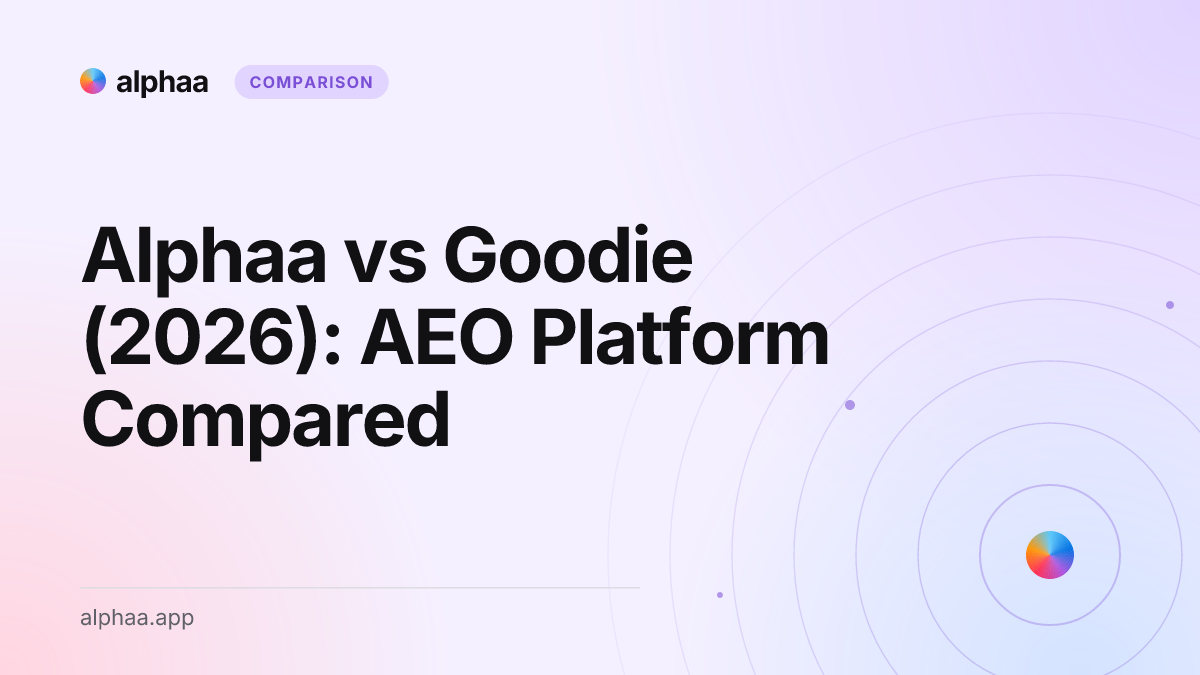 alphaa
COMPARISON
Alphaa vs Goodie
(2026): AEO Platform
Compared
alphaa.app